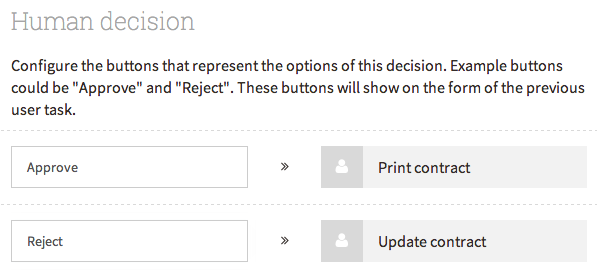 Human decision
Configure the buttons that represent the options of this decision. Example buttons
could be "Approve" and "Reject". These buttons will show on the form of the previous
user task.
Approve » Print contract
Reject » Update contract